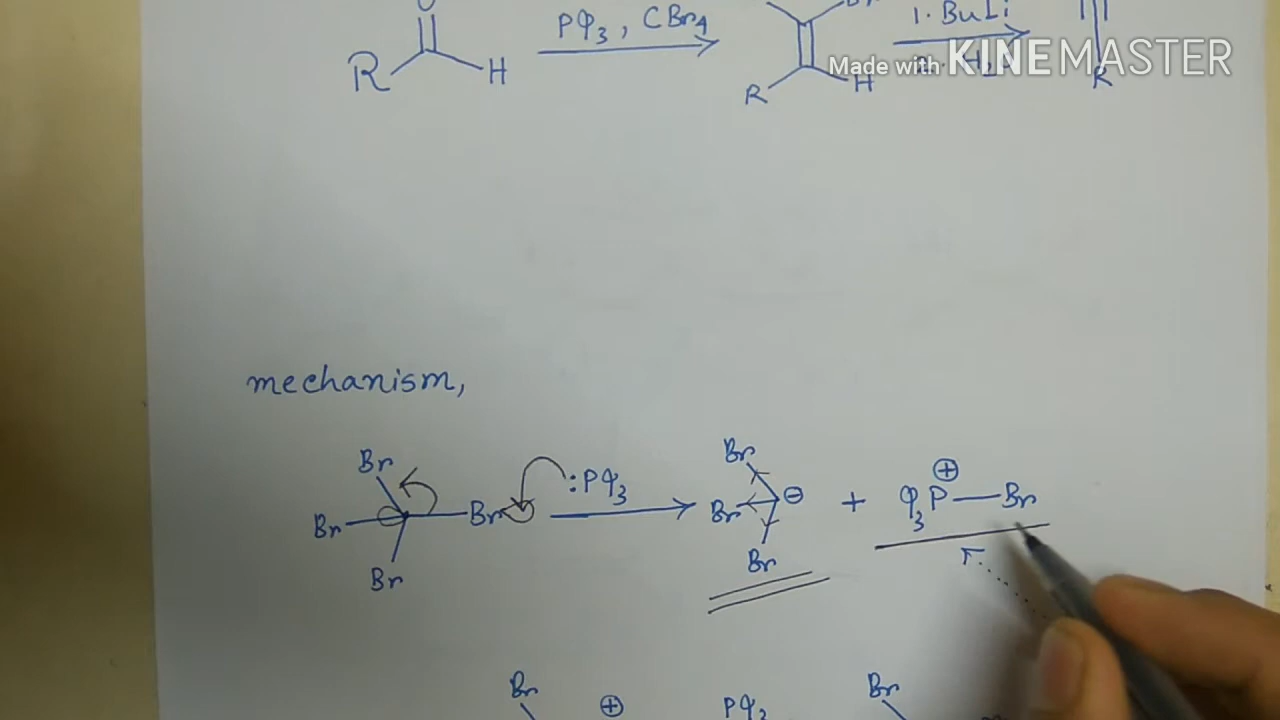 O Br
PΦ₃, CBr₄ 1. BuLi
R H R H Made with KINEMASTER R
mechanism,
Br Br ⊕
Br Br :PΦ₃ Br ⊖ + Φ₃P—Br
Br Br
Br ⊕ PΦ₃ Br